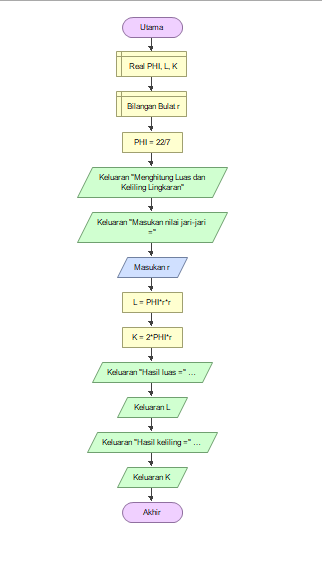 Utama
Real PHI, L, K
Bilangan Bulat r
PHI = 22/7
Keluaran "Menghitung Luas dan
Keliling Lingkaran"
Keluaran "Masukan nilai jari-jari
="
Masukan r
L = PHI*r*r
K = 2*PHI*r
Keluaran "Hasil luas =" ...
Keluaran L
Keluaran "Hasil keliling =" ...
Keluaran K
Akhir